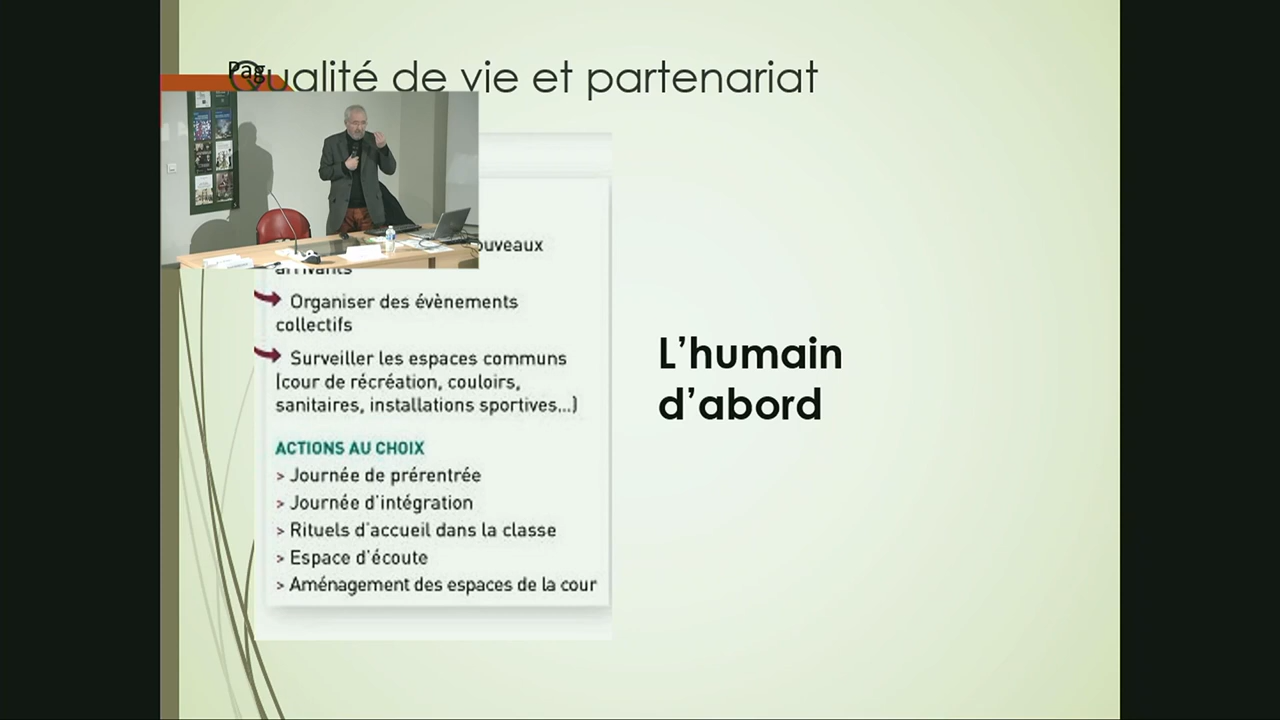 Pag
Qualité de vie et partenariat
arrivants
Organiser des évènements
collectifs
Surveiller les espaces communs
(cour de récréation, couloirs,
sanitaires, installations sportives...)
ACTIONS AU CHOIX
> Journée de prérentrée
> Journée d'intégration
> Rituels d'accueil dans la classe
> Espace d'écoute
> Aménagement des espaces de la cour
L'humain
d'abord